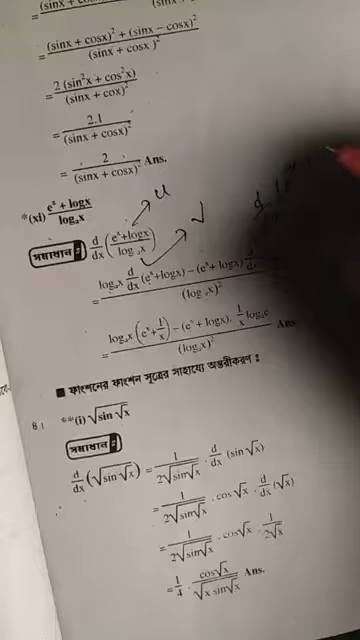 = (sinx + cosx)² + (sinx − cosx)² / (sinx + cosx)²
= 2 (sin²x + cos²x) / (sinx + cox)²
= 2.1 / (sinx + cosx)²
= 2 / (sinx + cosx)² Ans.
*(xi) eˣ + logx / logₐx
u
সমাধান : d/dx (eˣ+logx / logₐx)
= logₐx d/dx (eˣ+logx) − (eˣ + logx) d/dx / (logₐx)²
= logₐx (eˣ + 1/x) − (eˣ + logx). 1/x logₐe / (logₐx)² Ans
■ ফাংশনের ফাংশন সূত্রের সাহায্যে অন্তরীকরণ :
8। **(i) √sin √x
সমাধান :
d/dx (√sin √x) = 1/2√sin√x · d/dx (sin √x)
= 1/2√sin√x · cos√x · d/dx (√x)
= 1/2√sin√x · cos√x · 1/2√x
= 1/4 · cos√x / √x sin√x Ans.